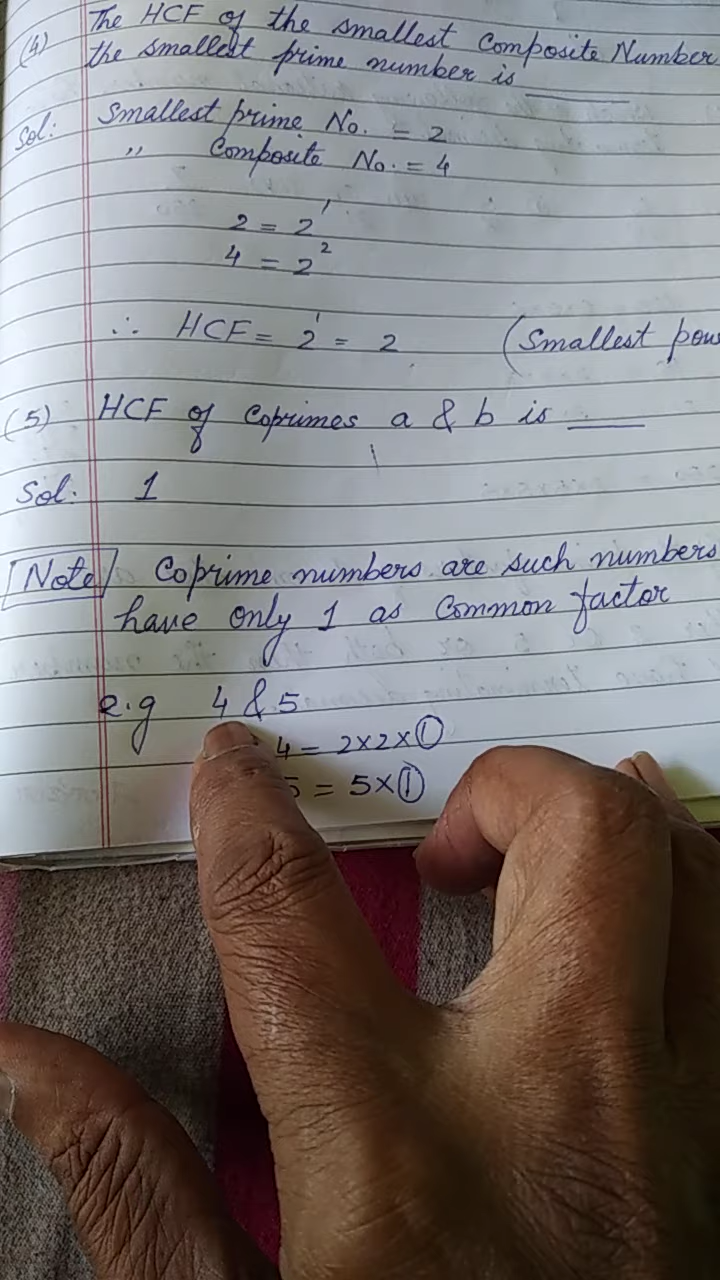 (4) The HCF of the smallest Composite Number
the smallest prime number is ____
Sol: Smallest prime No. = 2
,, Composite No. = 4
2 = 2¹
4 = 2²
∴ HCF = 2¹ = 2 (Smallest pow
(5) HCF of Coprimes a & b is ____
Sol. 1
Note Coprime numbers are such numbers
have only 1 as Common factor
e.g 4 & 5
4 = 2×2×1
5 = 5×1